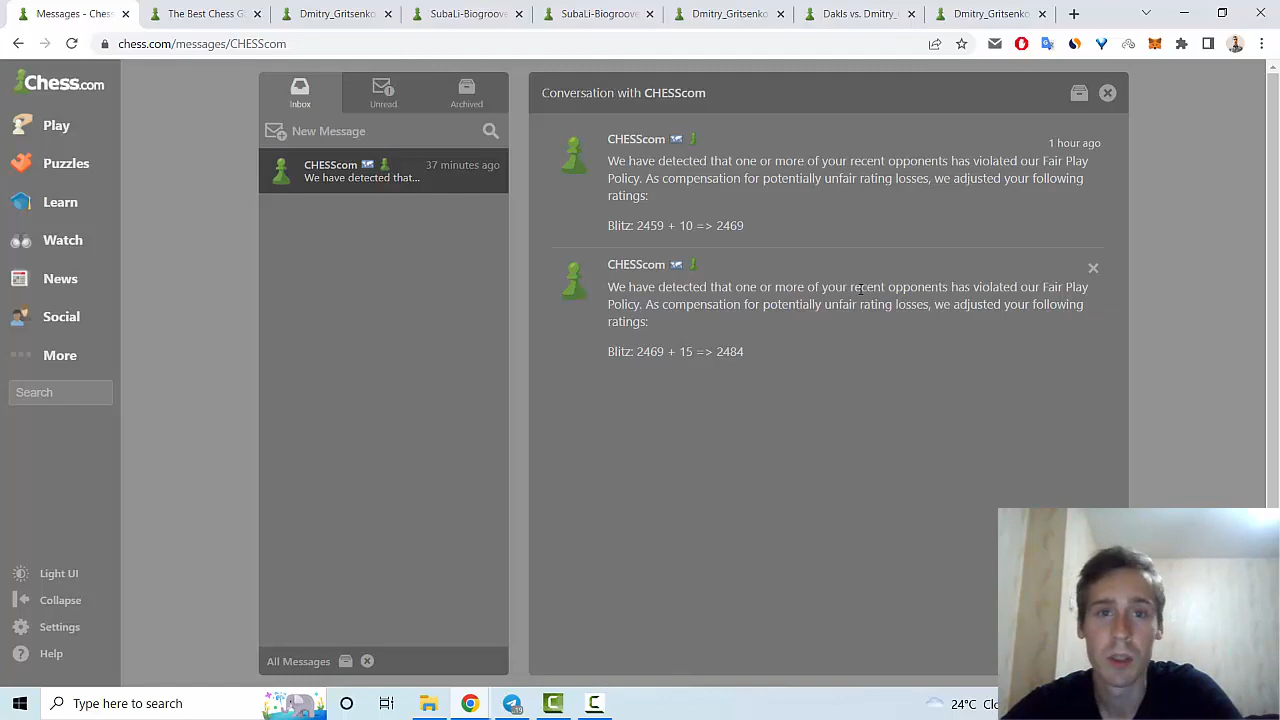 Messages - Chess
The Best Chess G
Dmitry_Gritsenko
SubaLi-Biogroove
SubaLi-Biogroove
Dmitry_Gritsenko
Dakls vs. Dmitry_
Dmitry_Gritsenko
chess.com/messages/CHESScom
Chess.com
Play
Puzzles
Learn
Watch
News
Social
More
Search
Light UI
Collapse
Settings
Help
Inbox
Unread
Archived
New Message
CHESScom
37 minutes ago
We have detected that...
All Messages
Conversation with CHESScom
CHESScom
1 hour ago
We have detected that one or more of your recent opponents has violated our Fair Play
Policy. As compensation for potentially unfair rating losses, we adjusted your following
ratings:
Blitz: 2459 + 10 => 2469
CHESScom
We have detected that one or more of your recent opponents has violated our Fair Play
Policy. As compensation for potentially unfair rating losses, we adjusted your following
ratings:
Blitz: 2469 + 15 => 2484
Type here to search
19
24°C Clo